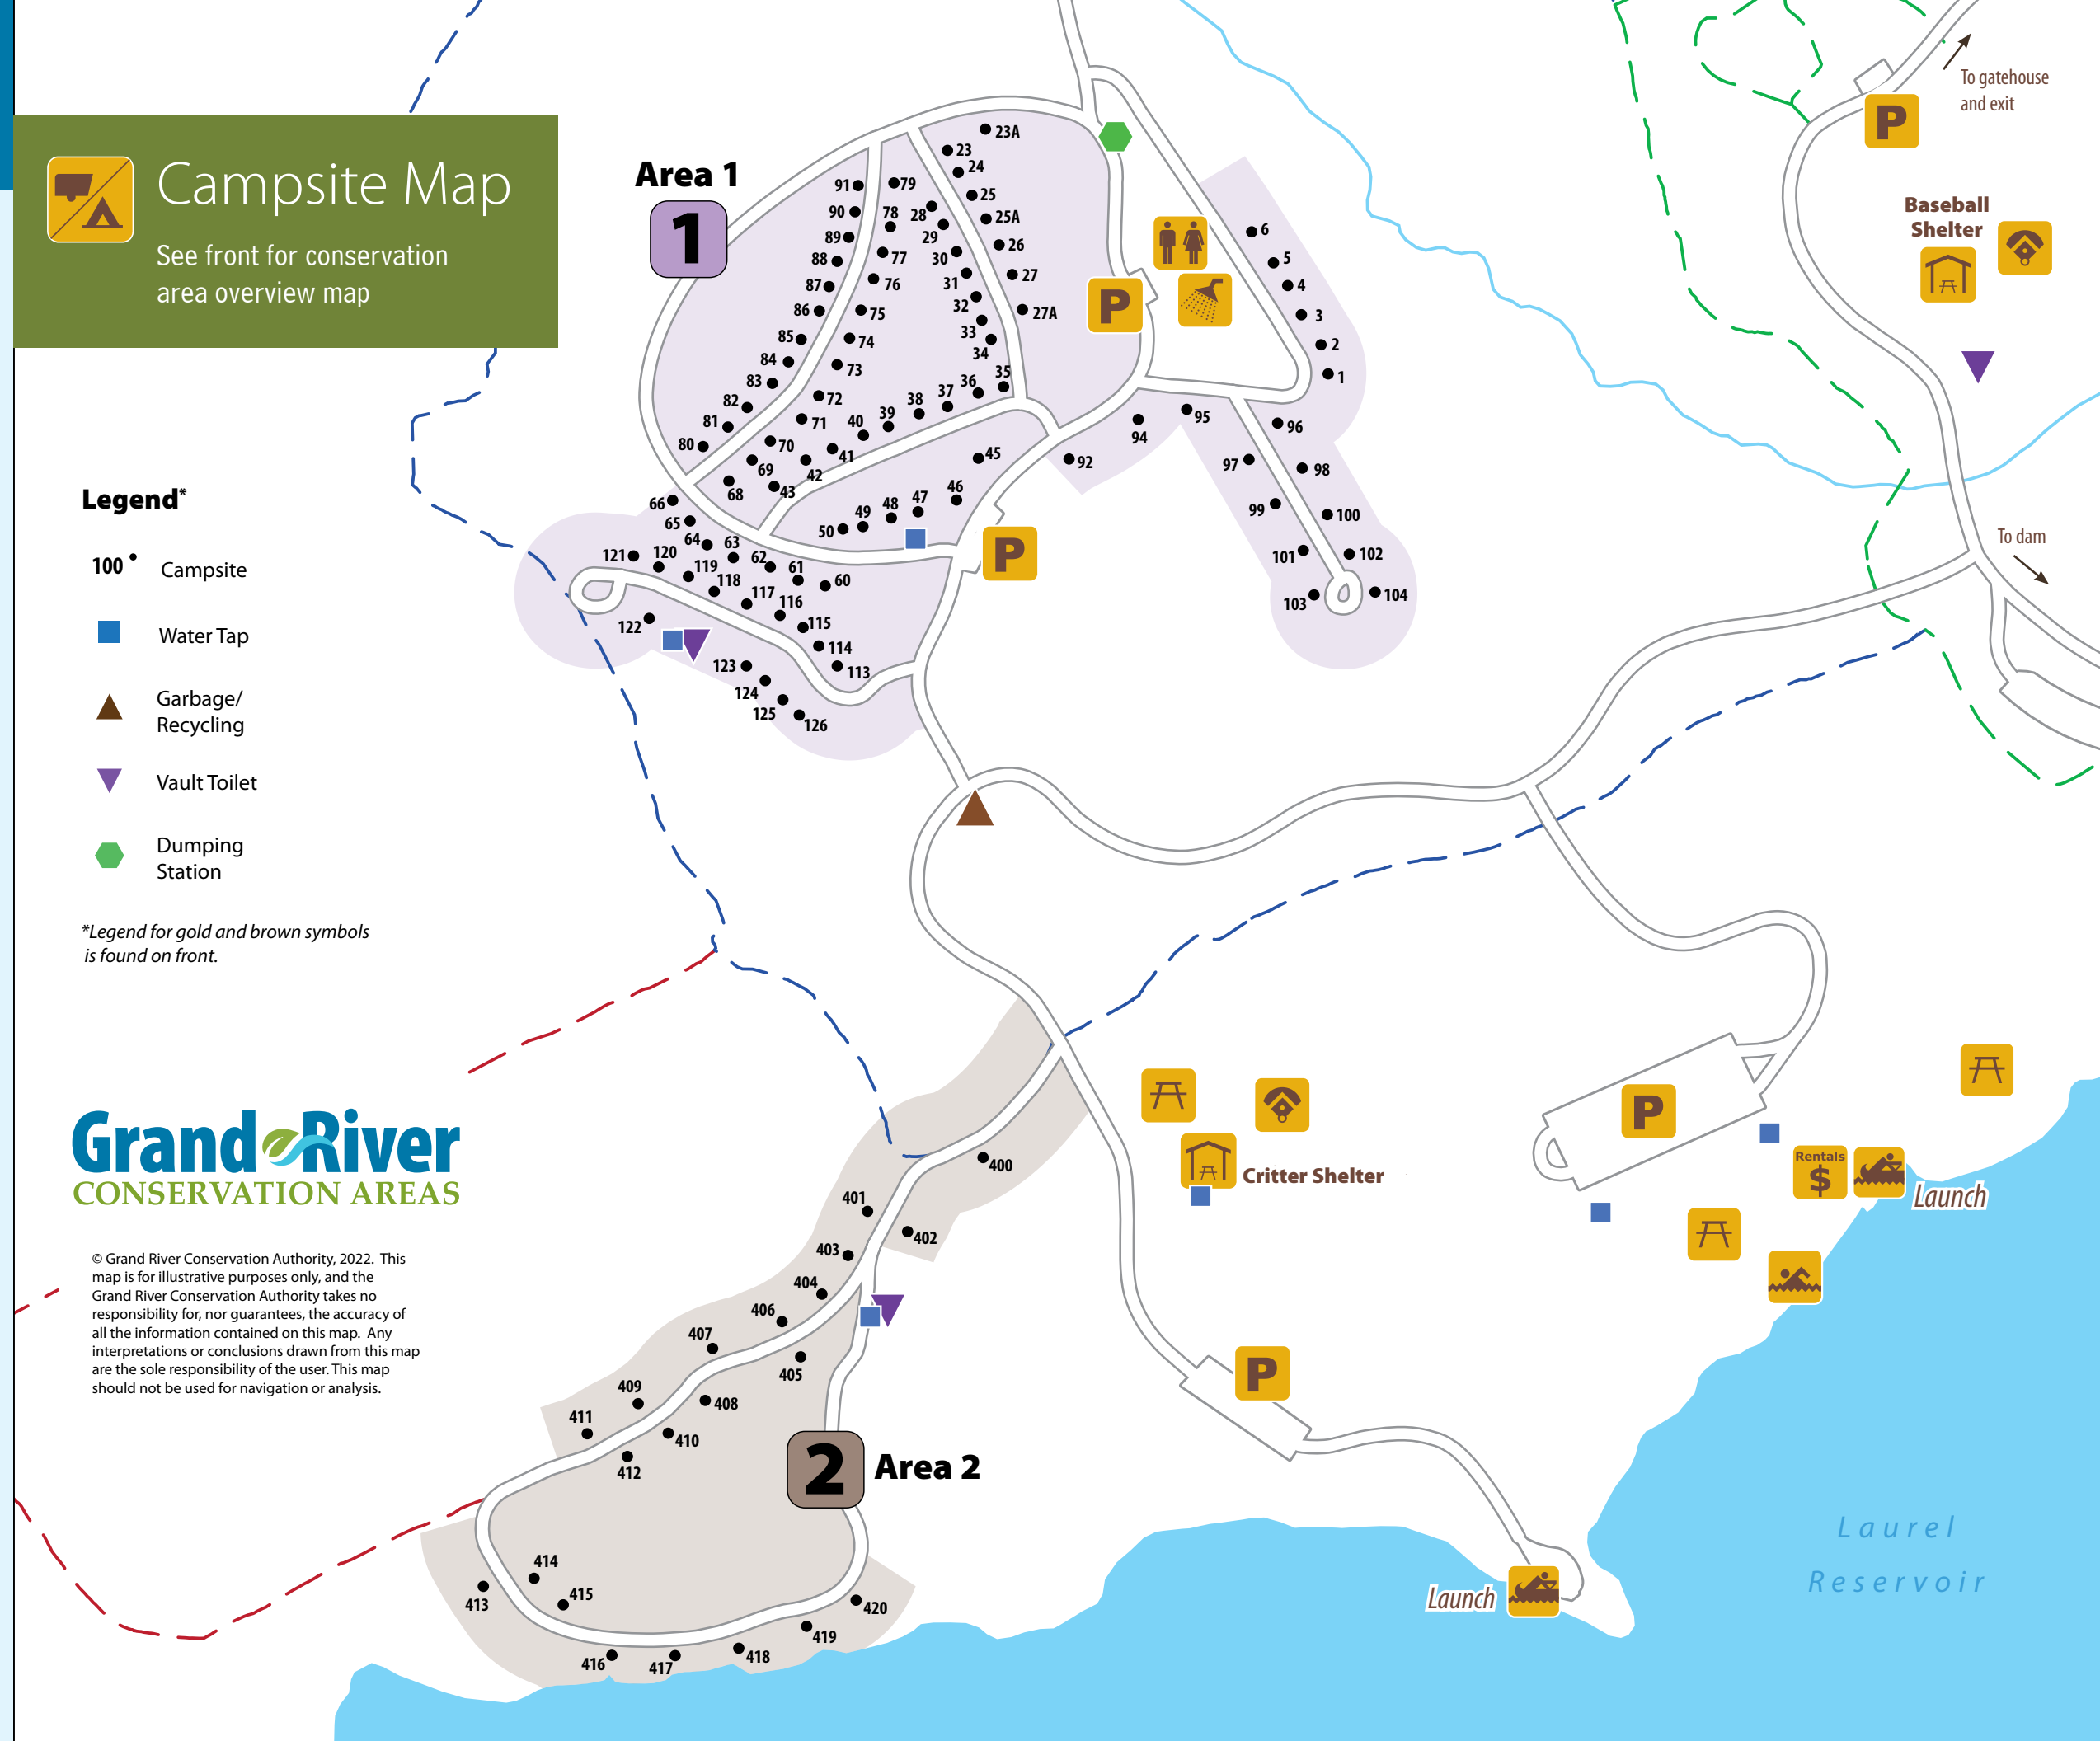 Campsite Map
See front for conservation
area overview map
Legend*
100 Campsite
Water Tap
Garbage/
Recycling
Vault Toilet
Dumping
Station
*Legend for gold and brown symbols
is found on front.
Grand River
CONSERVATION AREAS
© Grand River Conservation Authority, 2022. This
map is for illustrative purposes only, and the
Grand River Conservation Authority takes no
responsibility for, nor guarantees, the accuracy of
all the information contained on this map. Any
interpretations or conclusions drawn from this map
are the sole responsibility of the user. This map
should not be used for navigation or analysis.
Area 1
1
23A
23
24
25
25A
26
27
27A
28
29
30
31
32
33
34
35
36
37
38
39
40
41
42
43
45
46
47
48
49
50
60
61
62
63
64
65
66
68
69
70
71
72
73
74
75
76
77
78
79
80
81
82
83
84
85
86
87
88
89
90
91
6
5
4
3
2
1
92
94
95
96
97
98
99
100
101
102
103
104
113
114
115
116
117
118
119
120
121
122
123
124
125
126
P
P
P
To gatehouse
and exit
Baseball
Shelter
To dam
400
401
402
403
404
405
406
407
408
409
410
411
412
413
414
415
416
417
418
419
420
2
Area 2
Critter Shelter
P
P
Rentals
$
Launch
Launch
Laurel
Reservoir